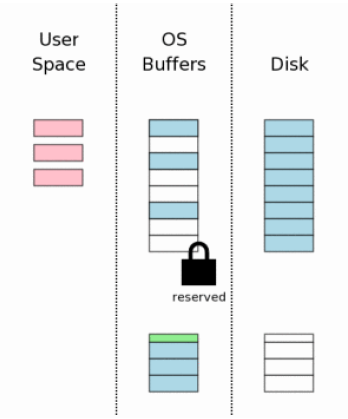 User
Space
OS
Buffers
Disk
reserved